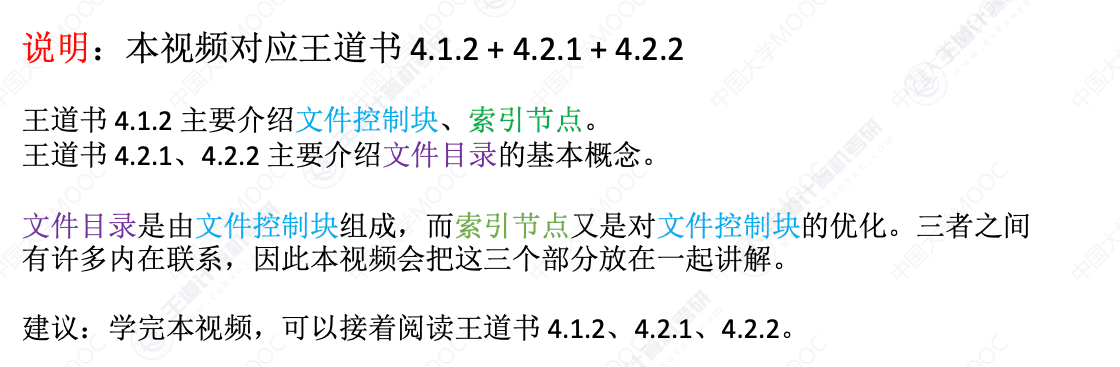 说明：本视频对应王道书 4.1.2 + 4.2.1 + 4.2.2
王道书 4.1.2 主要介绍文件控制块、索引节点。
王道书 4.2.1、4.2.2 主要介绍文件目录的基本概念。
文件目录是由文件控制块组成，而索引节点又是对文件控制块的优化。三者之间
有许多内在联系，因此本视频会把这三个部分放在一起讲解。
建议：学完本视频，可以接着阅读王道书 4.1.2、4.2.1、4.2.2。